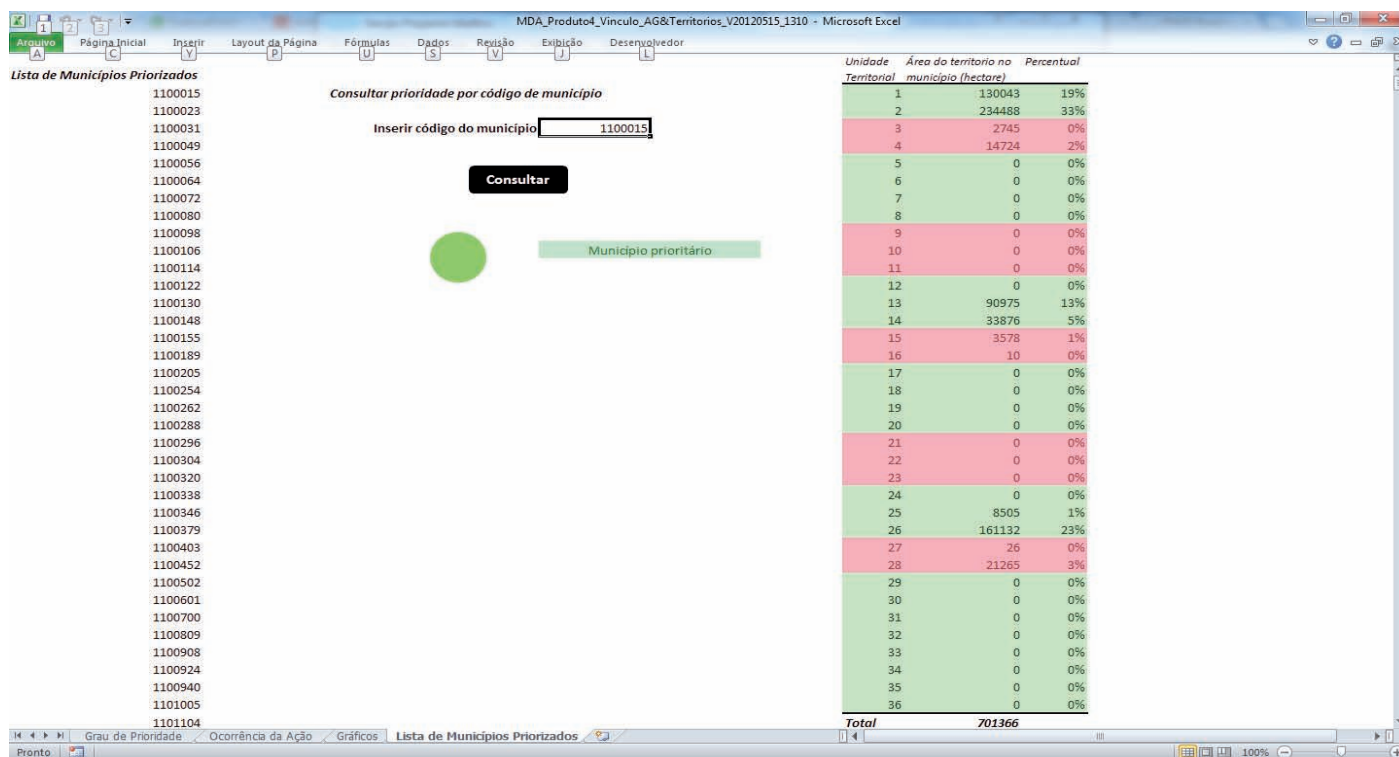 MDA_Produto4_Vinculo_AG&Territorios_V20120515_1310 - Microsoft Excel
1 2 3
Arquivo Página Inicial Inserir Layout da Página Fórmulas Dados Revisão Exibição Desenvolvedor
A C Y P U S V J L
Unidade Área do territorio no Percentual
Lista de Municípios Priorizados Territorial município (hectare)
1100015 Consultar prioridade por código de município 1 130043 19%
1100023 2 234488 33%
1100031 Inserir código do município 1100015 3 2745 0%
1100049 4 14724 2%
1100056 5 0 0%
1100064 Consultar 6 0 0%
1100072 7 0 0%
1100080 8 0 0%
1100098 9 0 0%
1100106 Município prioritário 10 0 0%
1100114 11 0 0%
1100122 12 0 0%
1100130 13 90975 13%
1100148 14 33876 5%
1100155 15 3578 1%
1100189 16 10 0%
1100205 17 0 0%
1100254 18 0 0%
1100262 19 0 0%
1100288 20 0 0%
1100296 21 0 0%
1100304 22 0 0%
1100320 23 0 0%
1100338 24 0 0%
1100346 25 8505 1%
1100379 26 161132 23%
1100403 27 26 0%
1100452 28 21265 3%
1100502 29 0 0%
1100601 30 0 0%
1100700 31 0 0%
1100809 32 0 0%
1100908 33 0 0%
1100924 34 0 0%
1100940 35 0 0%
1101005 36 0 0%
1101104 Total 701366
Grau de Prioridade Ocorrência da Ação Gráficos Lista de Municípios Priorizados
Pronto 100%